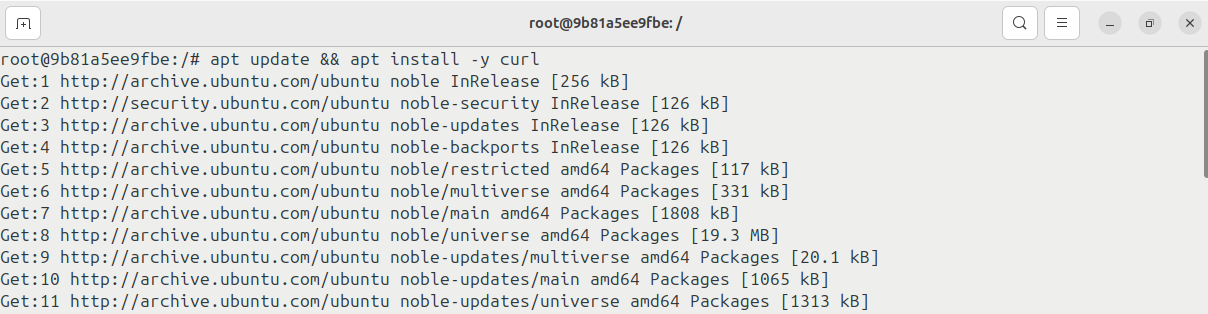 root@9b81a5ee9fbe: /
root@9b81a5ee9fbe:/# apt update && apt install -y curl
Get:1 http://archive.ubuntu.com/ubuntu noble InRelease [256 kB]
Get:2 http://security.ubuntu.com/ubuntu noble-security InRelease [126 kB]
Get:3 http://archive.ubuntu.com/ubuntu noble-updates InRelease [126 kB]
Get:4 http://archive.ubuntu.com/ubuntu noble-backports InRelease [126 kB]
Get:5 http://archive.ubuntu.com/ubuntu noble/restricted amd64 Packages [117 kB]
Get:6 http://archive.ubuntu.com/ubuntu noble/multiverse amd64 Packages [331 kB]
Get:7 http://archive.ubuntu.com/ubuntu noble/main amd64 Packages [1808 kB]
Get:8 http://archive.ubuntu.com/ubuntu noble/universe amd64 Packages [19.3 MB]
Get:9 http://archive.ubuntu.com/ubuntu noble-updates/multiverse amd64 Packages [20.1 kB]
Get:10 http://archive.ubuntu.com/ubuntu noble-updates/main amd64 Packages [1065 kB]
Get:11 http://archive.ubuntu.com/ubuntu noble-updates/universe amd64 Packages [1313 kB]